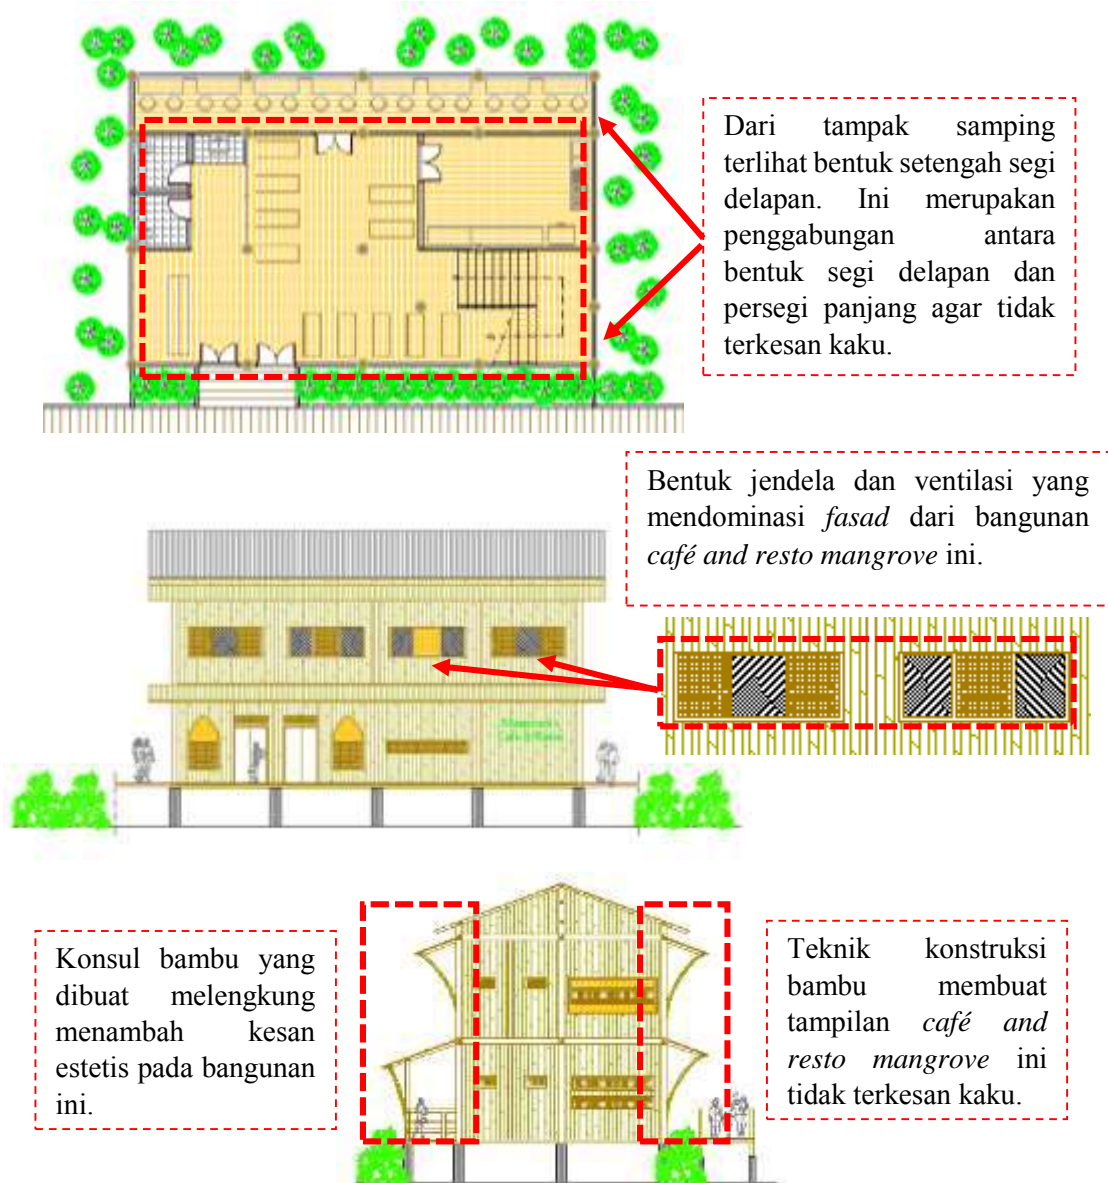 Dari tampak samping
terlihat bentuk setengah segi
delapan. Ini merupakan
penggabungan antara
bentuk segi delapan dan
persegi panjang agar tidak
terkesan kaku.
Bentuk jendela dan ventilasi yang
mendominasi fasad dari bangunan
café and resto mangrove ini.
Konsul bambu yang
dibuat melengkung
menambah kesan
estetis pada bangunan
ini.
Teknik konstruksi
bambu membuat
tampilan café and
resto mangrove ini
tidak terkesan kaku.